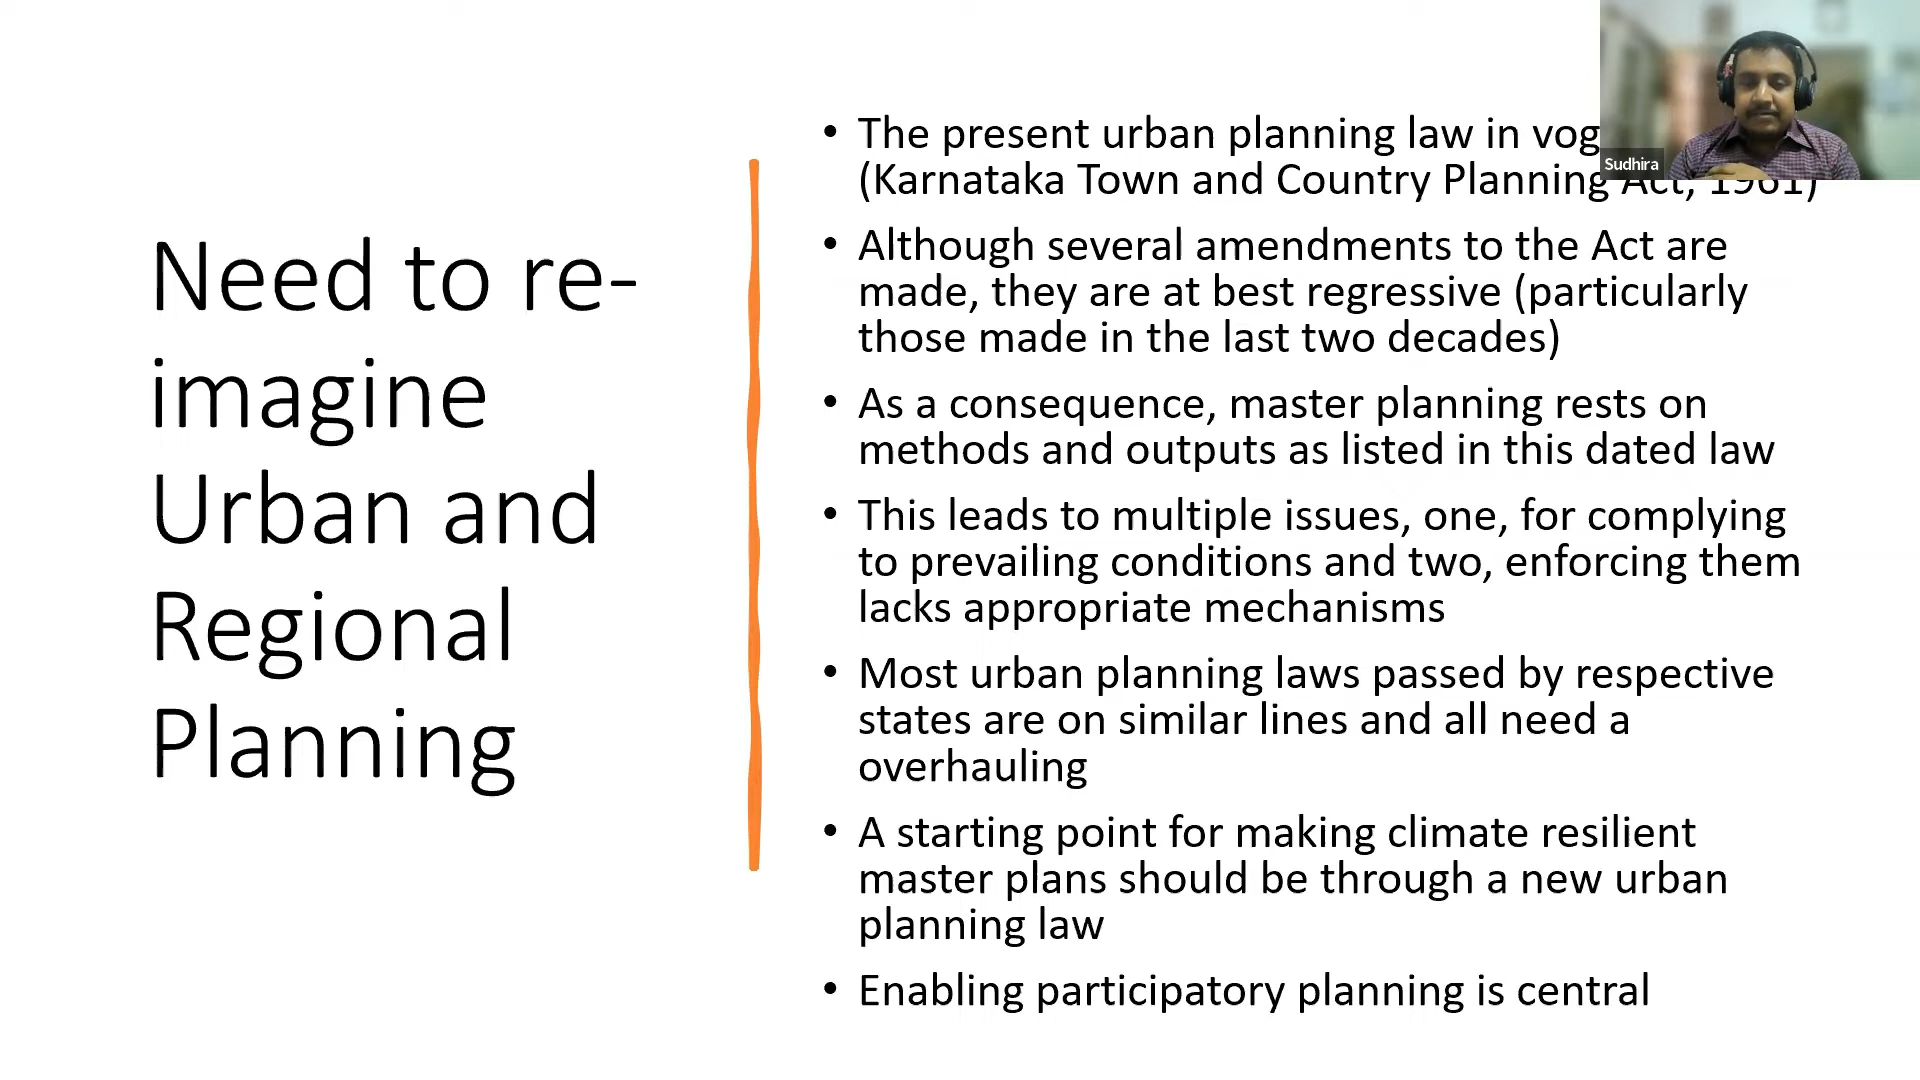 Need to re-
imagine
Urban and
Regional
Planning
• The present urban planning law in
(Karnataka Town and Country Planning Act, 1961)
• Although several amendments to the Act are
made, they are at best regressive (particularly
those made in the last two decades)
• As a consequence, master planning rests on
methods and outputs as listed in this dated law
• This leads to multiple issues, one, for complying
to prevailing conditions and two, enforcing them
lacks appropriate mechanisms
• Most urban planning laws passed by respective
states are on similar lines and all need a
overhauling
• A starting point for making climate resilient
master plans should be through a new urban
planning law
• Enabling participatory planning is central
Sudhira